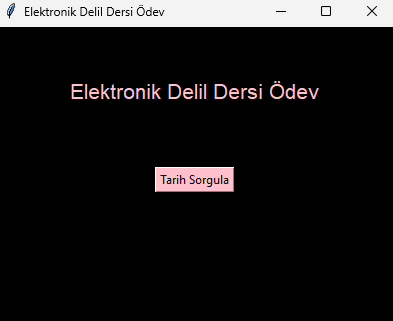 Elektronik Delil Dersi Ödev
Elektronik Delil Dersi Ödev
Tarih Sorgula